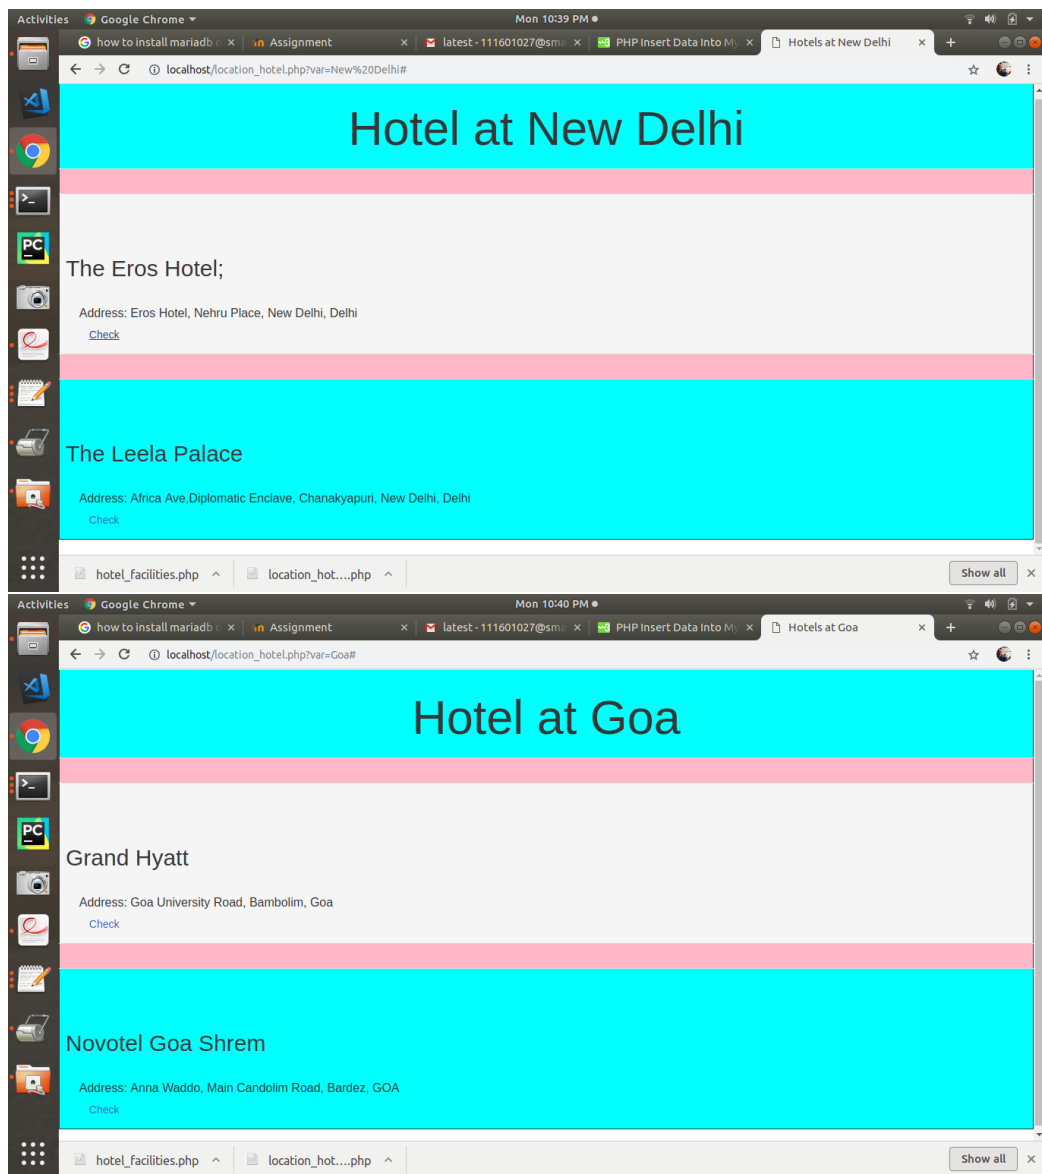 Activities Google Chrome Mon 10:39 PM
how to install mariadb Assignment latest - 111601027@sma PHP Insert Data Into My Hotels at New Delhi
localhost/location_hotel.php?var=New%20Delhi#
Hotel at New Delhi
The Eros Hotel;
Address: Eros Hotel, Nehru Place, New Delhi, Delhi
Check
The Leela Palace
Address: Africa Ave,Diplomatic Enclave, Chanakyapuri, New Delhi, Delhi
Check
hotel_facilities.php location_hot....php Show all
Activities Google Chrome Mon 10:40 PM
how to install mariadb Assignment latest - 111601027@sma PHP Insert Data Into My Hotels at Goa
localhost/location_hotel.php?var=Goa#
Hotel at Goa
Grand Hyatt
Address: Goa University Road, Bambolim, Goa
Check
Novotel Goa Shrem
Address: Anna Waddo, Main Candolim Road, Bardez, GOA
Check
hotel_facilities.php location_hot....php Show all